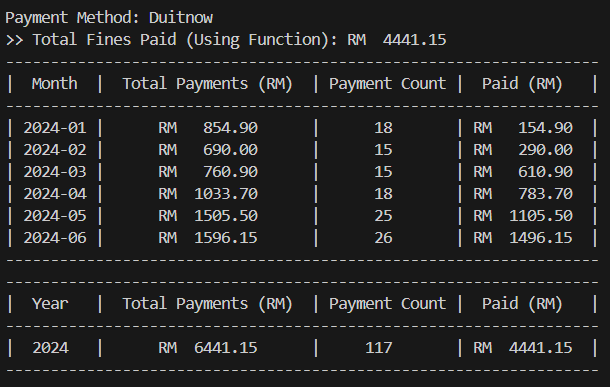 Payment Method: Duitnow
>> Total Fines Paid (Using Function): RM  4441.15
------------------------------------------------------------------
|  Month  |  Total Payments (RM)  | Payment Count |  Paid (RM)   |
------------------------------------------------------------------
| 2024-01 |      RM   854.90      |      18       | RM   154.90  |
| 2024-02 |      RM   690.00      |      15       | RM   290.00  |
| 2024-03 |      RM   760.90      |      15       | RM   610.90  |
| 2024-04 |      RM  1033.70      |      18       | RM   783.70  |
| 2024-05 |      RM  1505.50      |      25       | RM  1105.50  |
| 2024-06 |      RM  1596.15      |      26       | RM  1496.15  |
------------------------------------------------------------------
------------------------------------------------------------------
|  Year   |  Total Payments (RM)  | Payment Count |  Paid (RM)   |
------------------------------------------------------------------
|  2024   |      RM  6441.15      |     117       | RM  4441.15  |
------------------------------------------------------------------